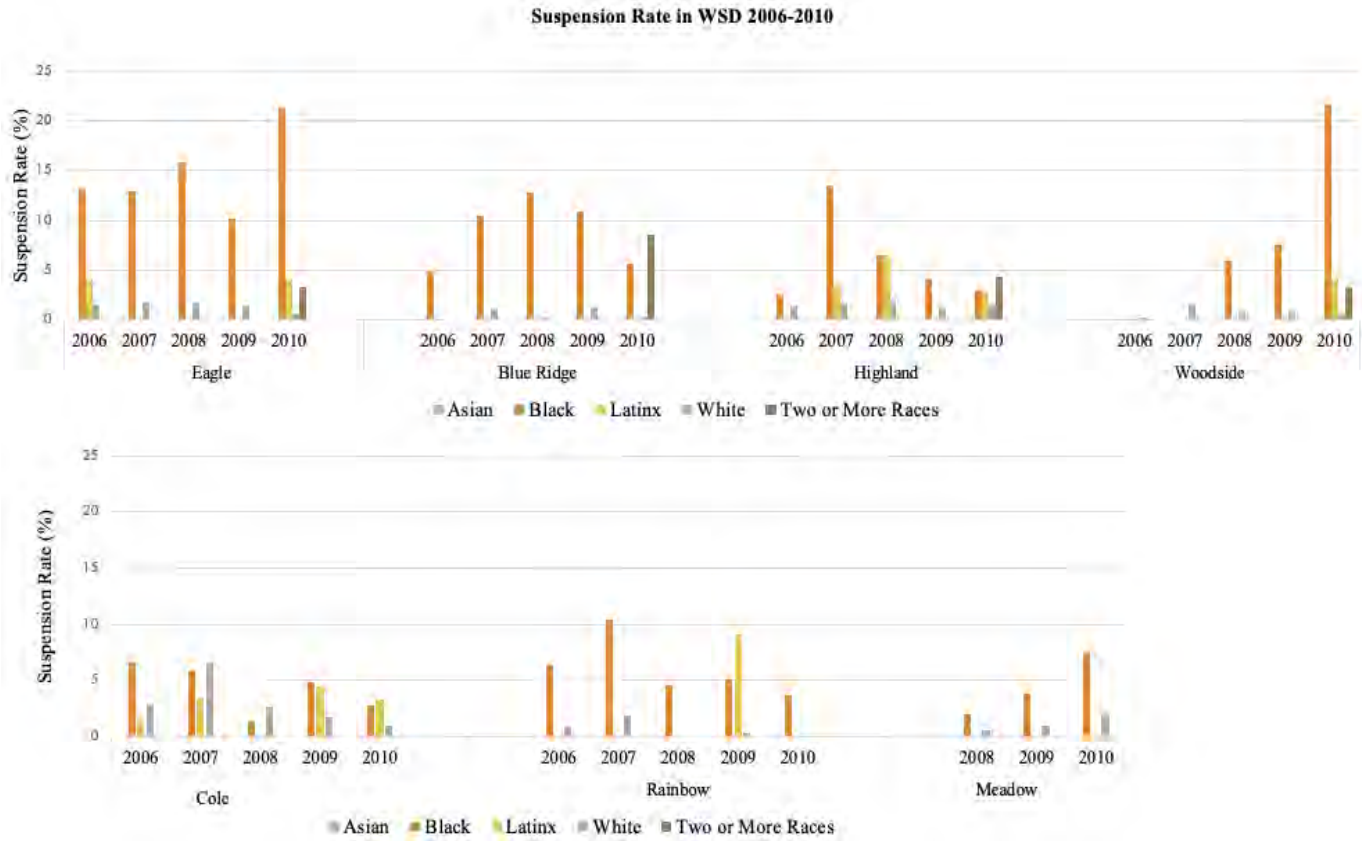 Suspension Rate in WSD 2006-2010
Suspension Rate (%)
25
20
15
10
5
0
2006 2007 2008 2009 2010 2006 2007 2008 2009 2010 2006 2007 2008 2009 2010 2006 2007 2008 2009 2010
Eagle Blue Ridge Highland Woodside
Asian Black Latinx White Two or More Races
Suspension Rate (%)
25
20
15
10
5
0
2006 2007 2008 2009 2010 2006 2007 2008 2009 2010 2008 2009 2010
Cole Rainbow Meadow
Asian Black Latinx White Two or More Races